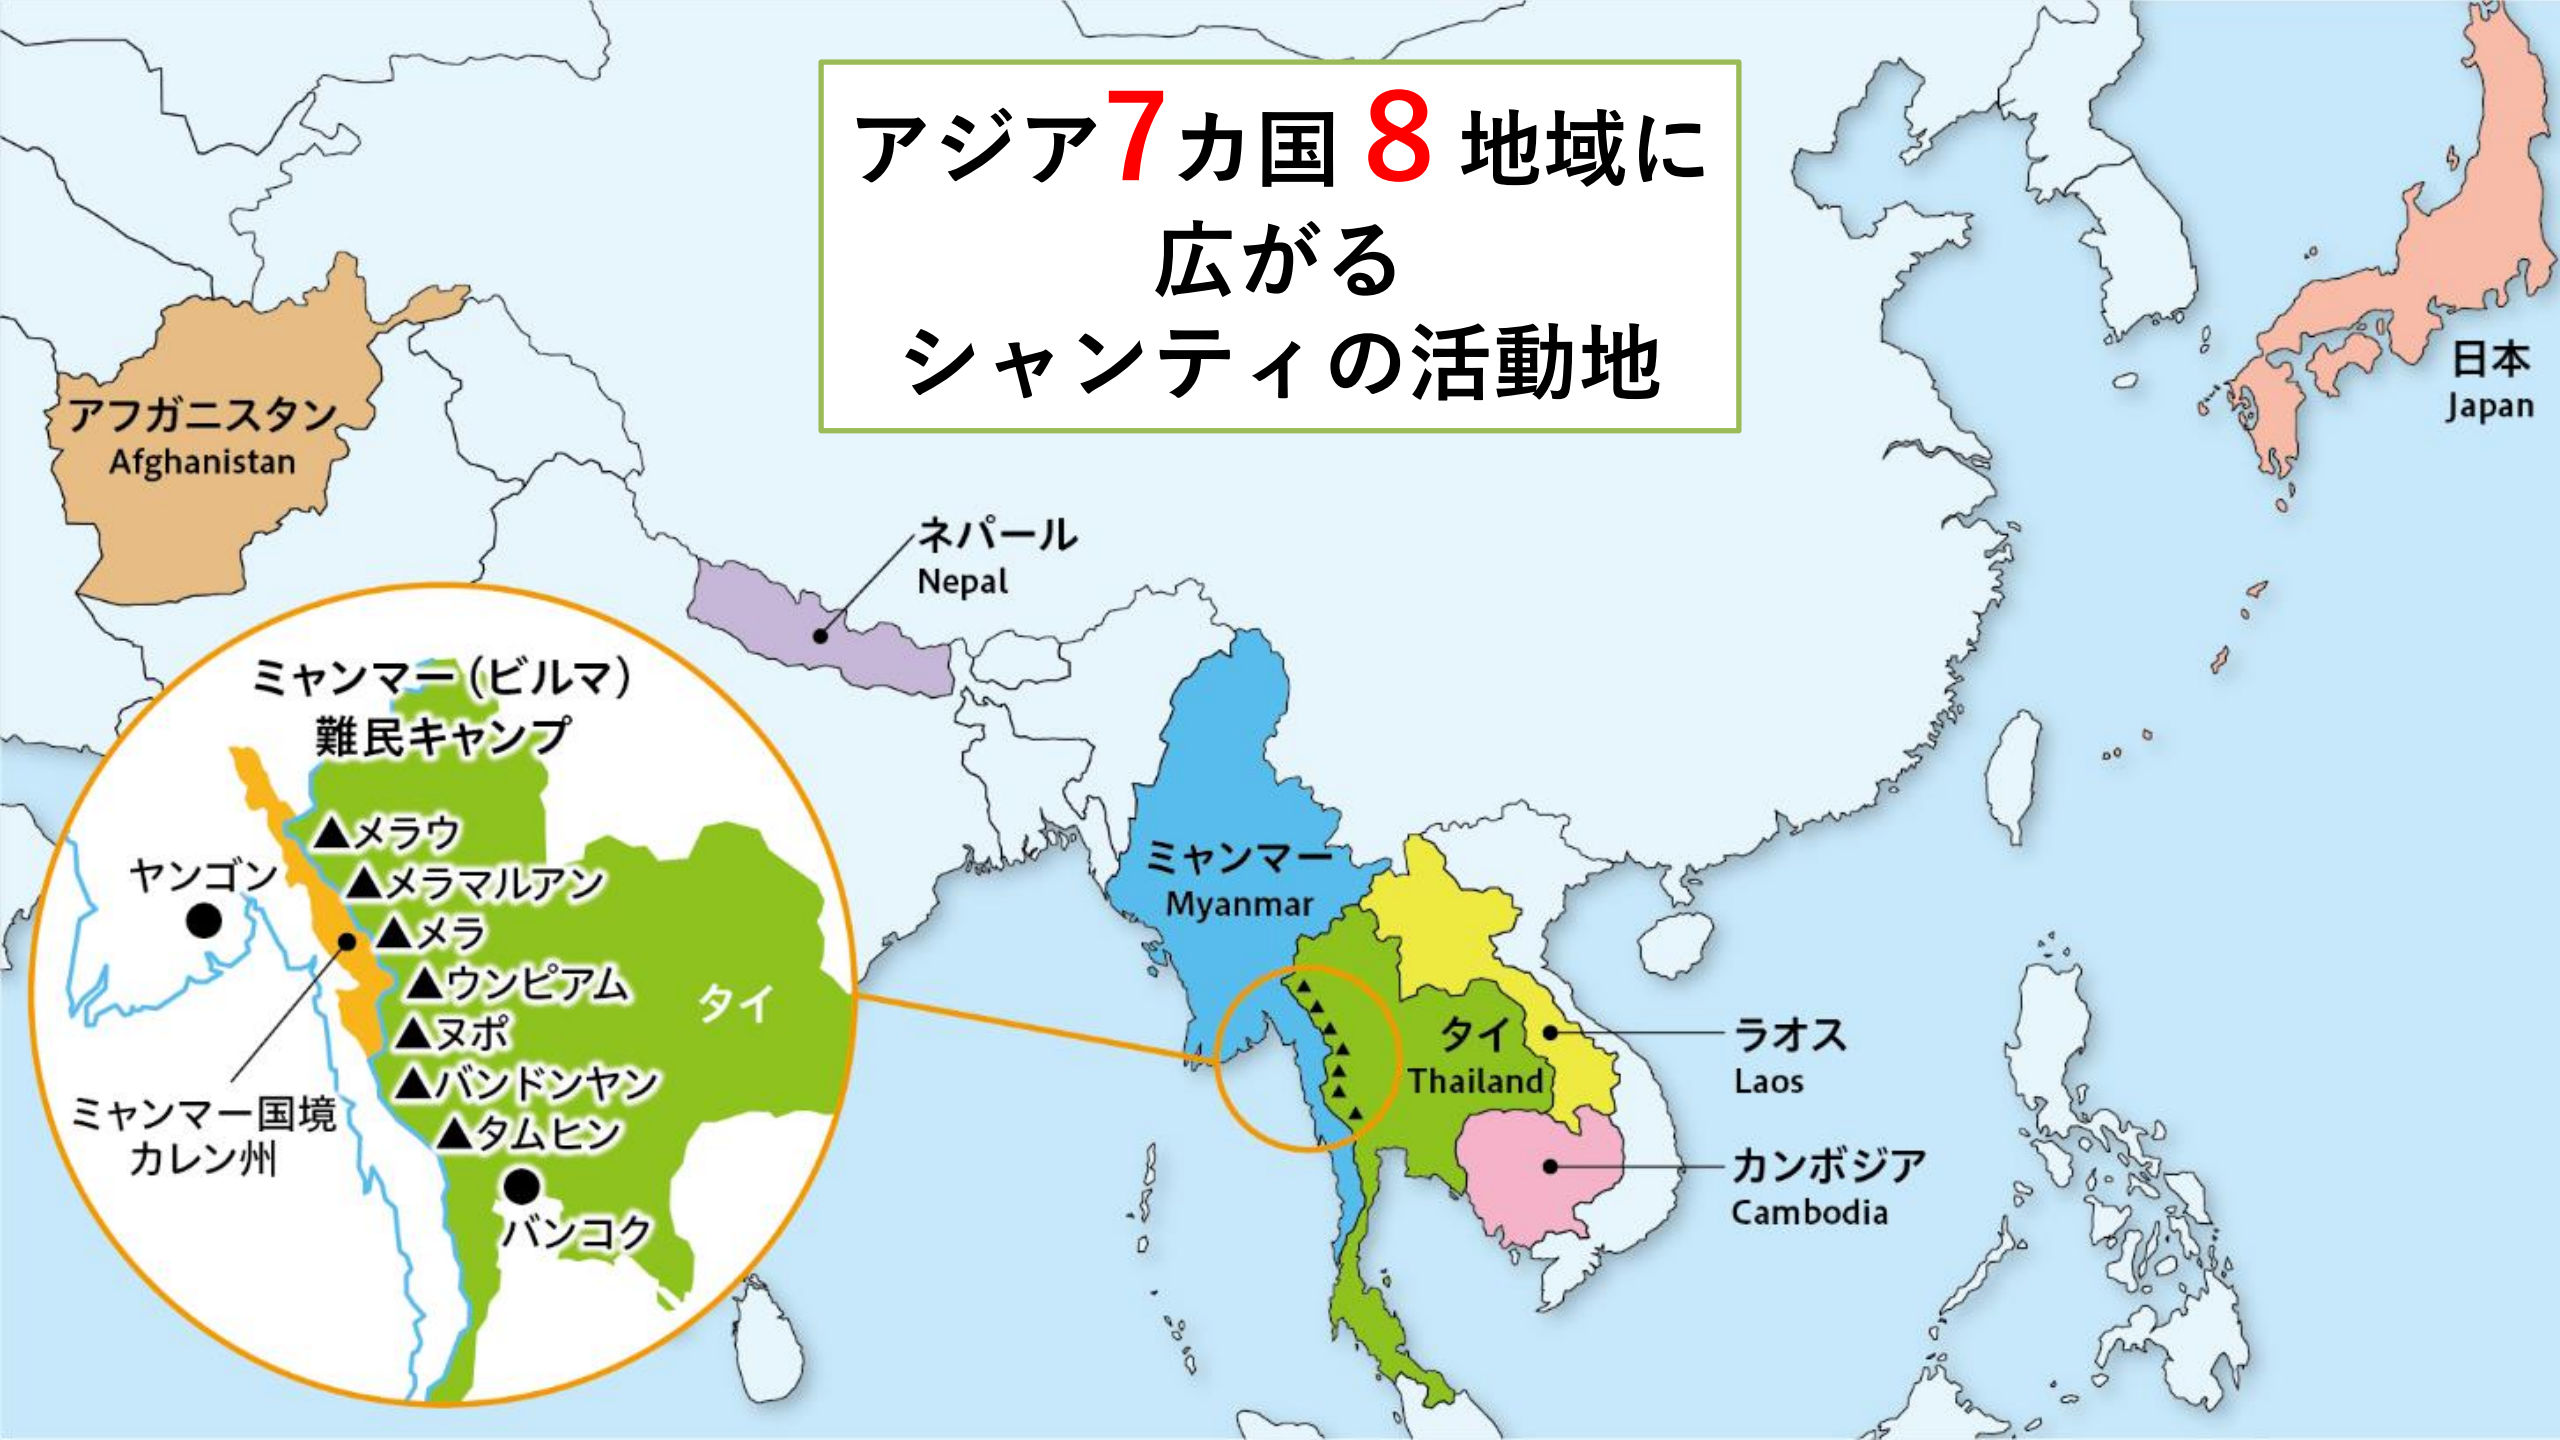 アジア7カ国 8 地域に
広がる
シャンティの活動地
アフガニスタン
Afghanistan
日本
Japan
ネパール
Nepal
ミャンマー
Myanmar
タイ
Thailand
ラオス
Laos
カンボジア
Cambodia
ミャンマー(ビルマ)
難民キャンプ
▲メラウ
▲メラマルアン
▲メラ
▲ウンピアム
▲ヌポ
▲バンドンヤン
▲タムヒン
ヤンゴン
タイ
ミャンマー国境
カレン州
バンコク